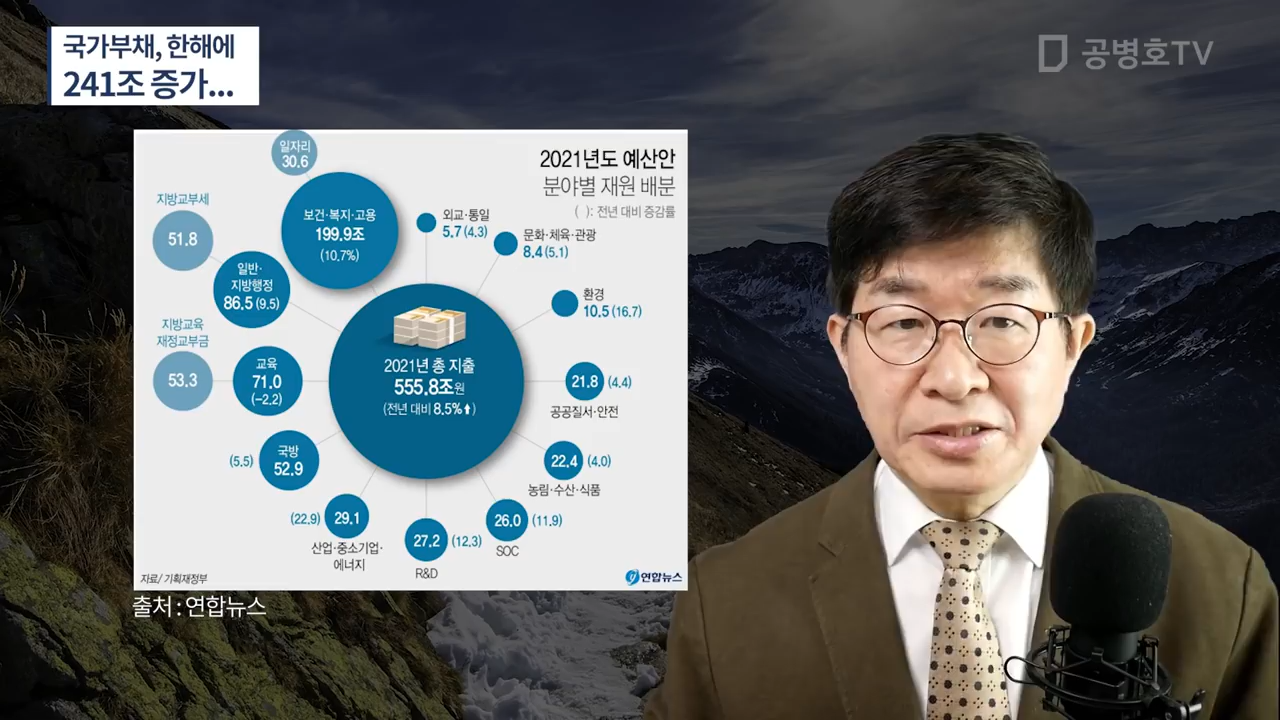 국가부채, 한해에
241조 증가...
공병호TV
2021년도 예산안
분야별 재원 배분
( ): 전년 대비 증감률
일자리
30.6
보건·복지·고용
199.9조
(10.7%)
외교·통일
5.7 (4.3)
문화·체육·관광
8.4 (5.1)
지방교부세
51.8
일반·
지방행정
86.5 (9.5)
환경
10.5 (16.7)
지방교육
재정교부금
53.3
교육
71.0
(-2.2)
2021년 총 지출
555.8조원
(전년 대비 8.5%⬆)
21.8 (4.4)
공공질서·안전
국방
52.9
(5.5)
22.4 (4.0)
농림·수산·식품
(22.9) 29.1
산업·중소기업·
에너지
27.2 (12.3)
R&D
26.0 (11.9)
SOC
자료/ 기획재정부
연합뉴스
출처 : 연합뉴스